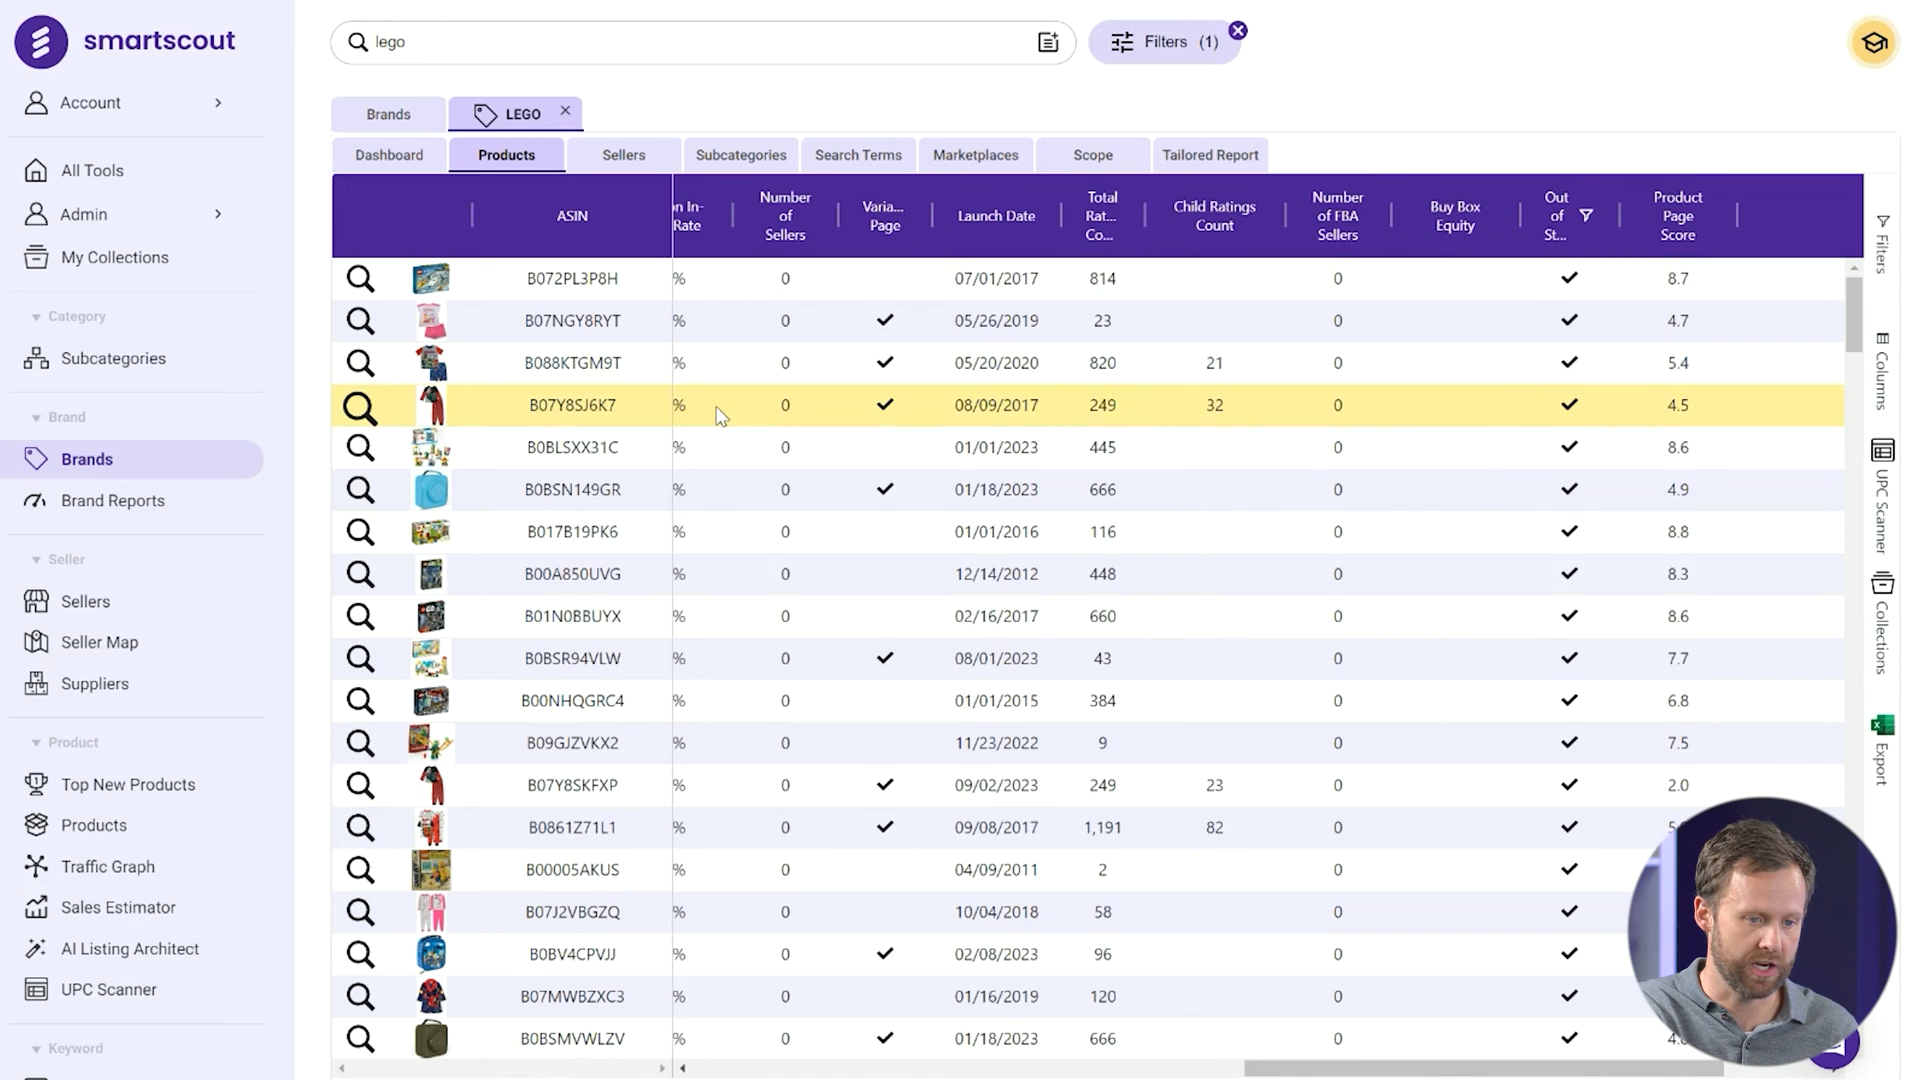 smartscout
lego
Filters (1)
Account
All Tools
Admin
My Collections
Category
Subcategories
Brand
Brands
Brand Reports
Seller
Sellers
Seller Map
Suppliers
Product
Top New Products
Products
Traffic Graph
Sales Estimator
AI Listing Architect
UPC Scanner
Keyword
Brands
LEGO
Dashboard
Products
Sellers
Subcategories
Search Terms
Marketplaces
Scope
Tailored Report
ASIN
n In-
Rate
Number
of
Sellers
Varia...
Page
Launch Date
Total
Rat...
Co...
Child Ratings
Count
Number
of FBA
Sellers
Buy Box
Equity
Out
of
St...
Product
Page
Score
B072PL3P8H % 0 07/01/2017 814 0 8.7
B07NGY8RYT % 0 05/26/2019 23 0 4.7
B088KTGM9T % 0 05/20/2020 820 21 0 5.4
B07Y8SJ6K7 % 0 08/09/2017 249 32 0 4.5
B0BLSXX31C % 0 01/01/2023 445 0 8.6
B0BSN149GR % 0 01/18/2023 666 0 4.9
B017B19PK6 % 0 01/01/2016 116 0 8.8
B00A850UVG % 0 12/14/2012 448 0 8.3
B01N0BBUYX % 0 02/16/2017 660 0 8.6
B0BSR94VLW % 0 08/01/2023 43 0 7.7
B00NHQGRC4 % 0 01/01/2015 384 0 6.8
B09GJZVKX2 % 0 11/23/2022 9 0 7.5
B07Y8SKFXP % 0 09/02/2023 249 23 0 2.0
B0861Z71L1 % 0 09/08/2017 1,191 82 0
B00005AKUS % 0 04/09/2011 2 0
B07J2VBGZQ % 0 10/04/2018 58 0
B0BV4CPVJJ % 0 02/08/2023 96 0
B07MWBZXC3 % 0 01/16/2019 120 0
B0BSMVWLZV % 0 01/18/2023 666 0
Filters
Columns
UPC Scanner
Collections
Export